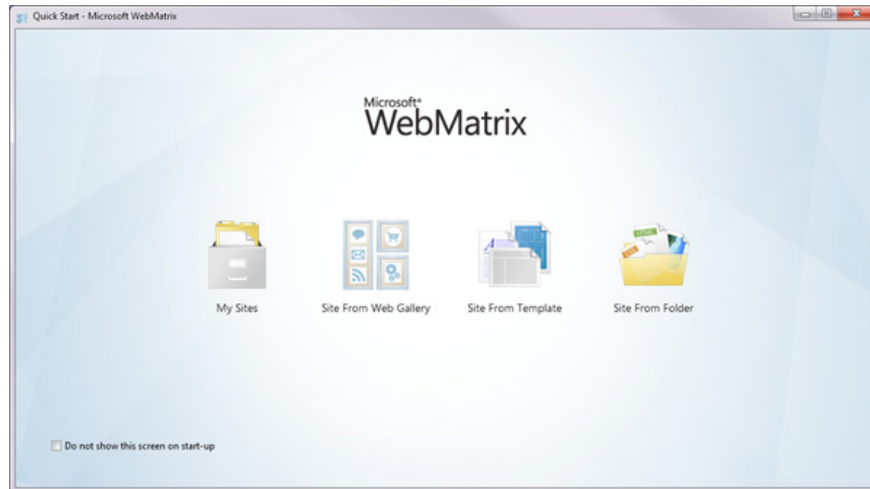 Quick Start - Microsoft WebMatrix
Microsoft®
WebMatrix
My Sites
Site From Web Gallery
Site From Template
Site From Folder
Do not show this screen on start-up